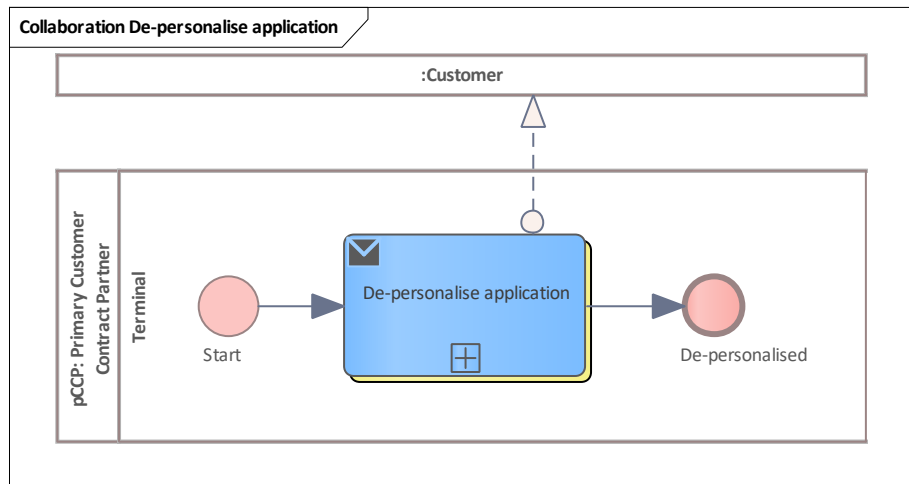 Collaboration De-personalise application
:Customer
pCCP: Primary Customer
Contract Partner
Terminal
De-personalise application
Start
De-personalised